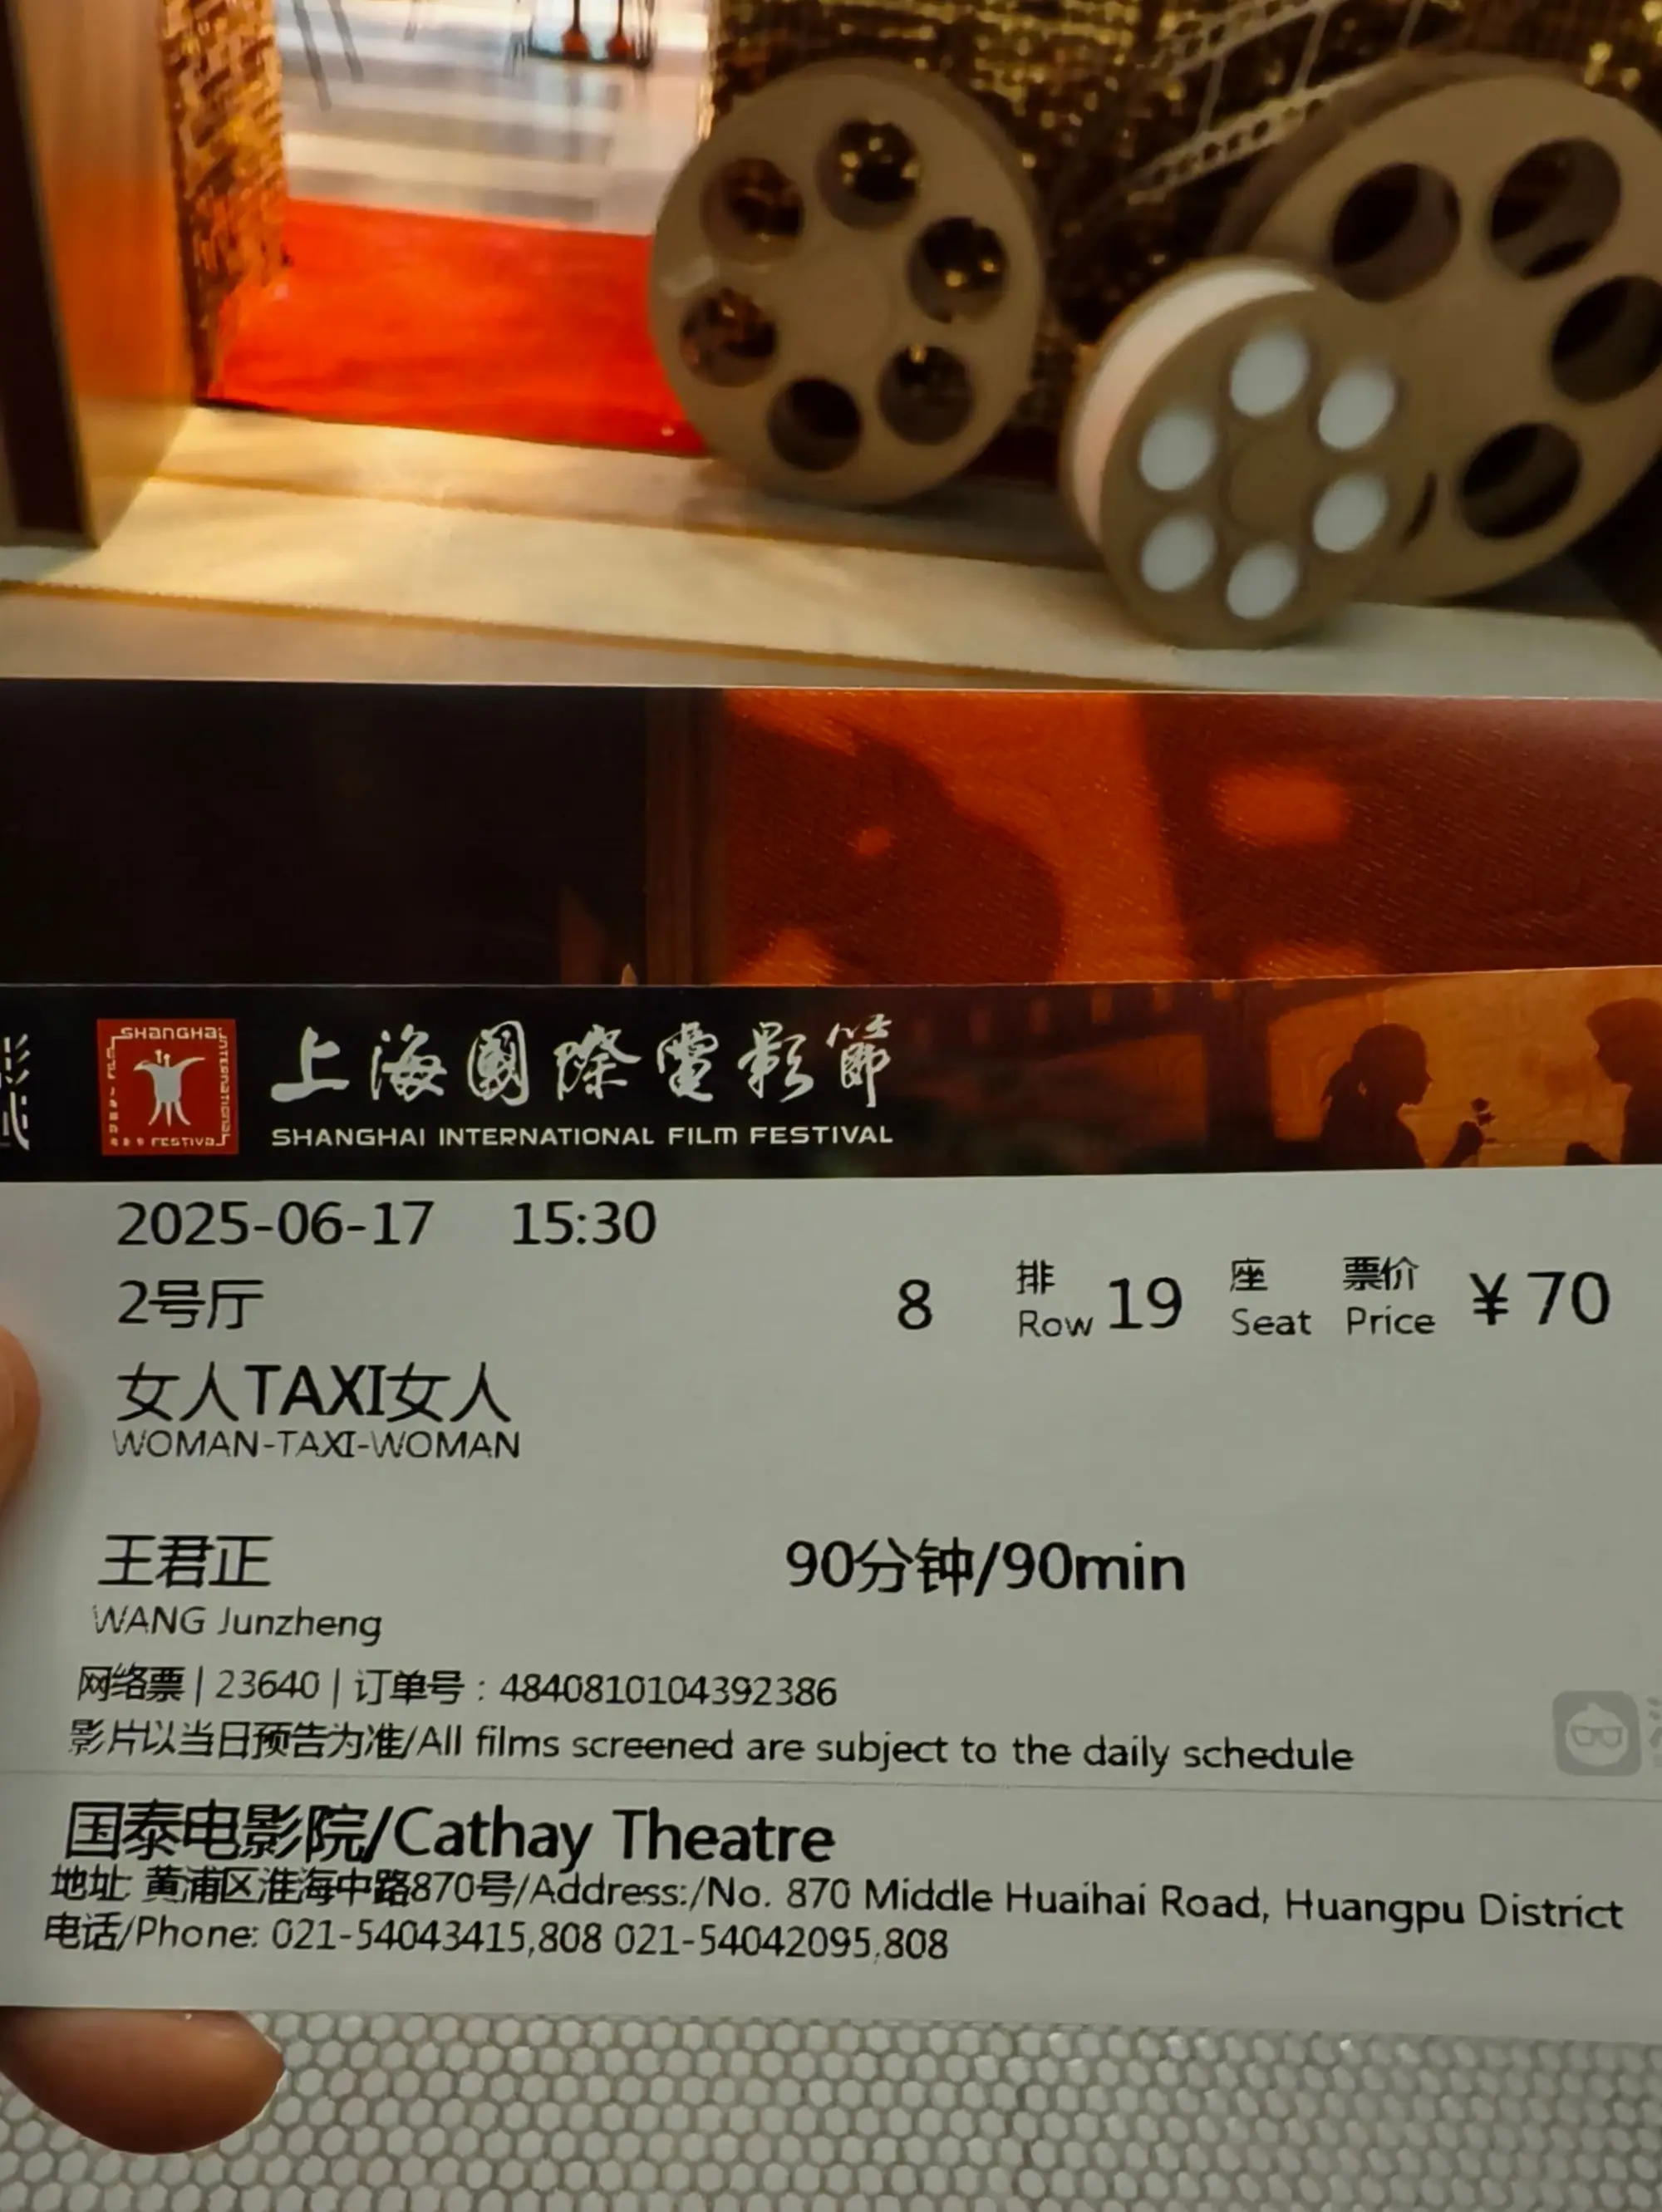 SHANGHAI
INTERNATIONAL
FILM
FESTIVAL
上海國際電影節
SHANGHAI INTERNATIONAL FILM FESTIVAL
2025-06-17 15:30
2号厅
8 排 Row 19 座 Seat 票价 Price ¥70
女人TAXI女人
WOMAN-TAXI-WOMAN
王君正 90分钟/90min
WANG Junzheng
网络票 | 23640 | 订单号 : 4840810104392386
影片以当日预告为准/All films screened are subject to the daily schedule
国泰电影院/Cathay Theatre
地址: 黄浦区淮海中路870号/Address:/No. 870 Middle Huaihai Road, Huangpu District
电话/Phone: 021-54043415,808 021-54042095,808